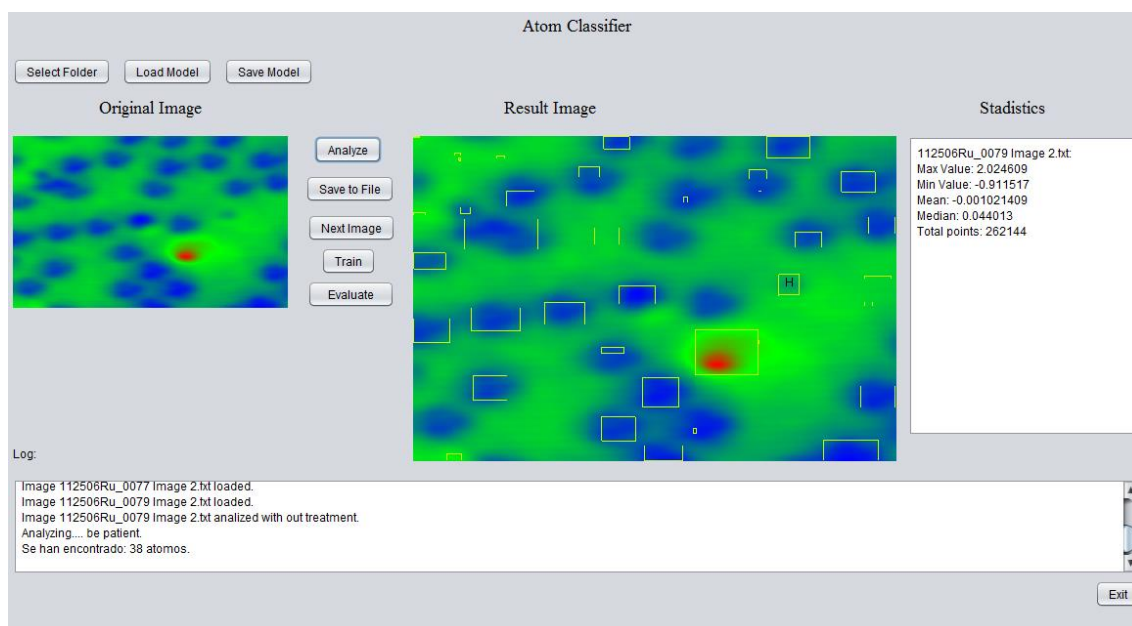 Atom Classifier
Select Folder Load Model Save Model
Original Image Result Image Stadistics
Analyze
Save to File
Next Image
Train
Evaluate
H
112506Ru_0079 Image 2.txt:
Max Value: 2.024609
Min Value: -0.911517
Mean: -0.001021409
Median: 0.044013
Total points: 262144
Log:
Image 112506Ru_0077 Image 2.txt loaded.
Image 112506Ru_0079 Image 2.txt loaded.
Image 112506Ru_0079 Image 2.txt analized with out treatment.
Analyzing.... be patient.
Se han encontrado: 38 atomos.
Exit